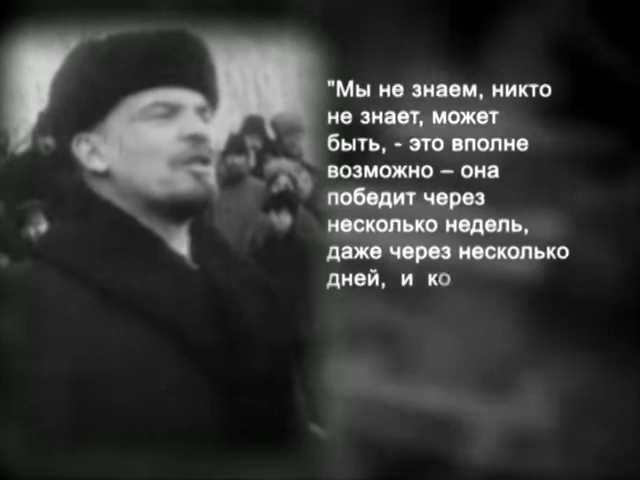 "Мы не знаем, никто
не знает, может
быть, - это вполне
возможно – она
победит через
несколько недель,
даже через несколько
дней, и ко